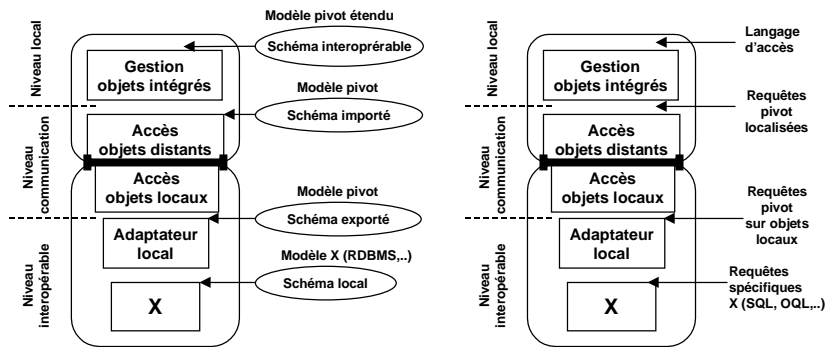 Modèle pivot étendu
Schéma interoprérable
Niveau local
Gestion
objets intégrés
Modèle pivot
Schéma importé
Accès
objets distants
Niveau
communication
Accès
objets locaux
Modèle pivot
Schéma exporté
Adaptateur
local
Modèle X (RDBMS,..)
Schéma local
Niveau
interopérable
X
Langage
d'accès
Niveau local
Gestion
objets intégrés
Requêtes
pivot
localisées
Accès
objets distants
Niveau
communication
Accès
objets locaux
Requêtes
pivot
sur objets
locaux
Adaptateur
local
Niveau
interopérable
Requêtes
spécifiques
X (SQL, OQL,..)
X